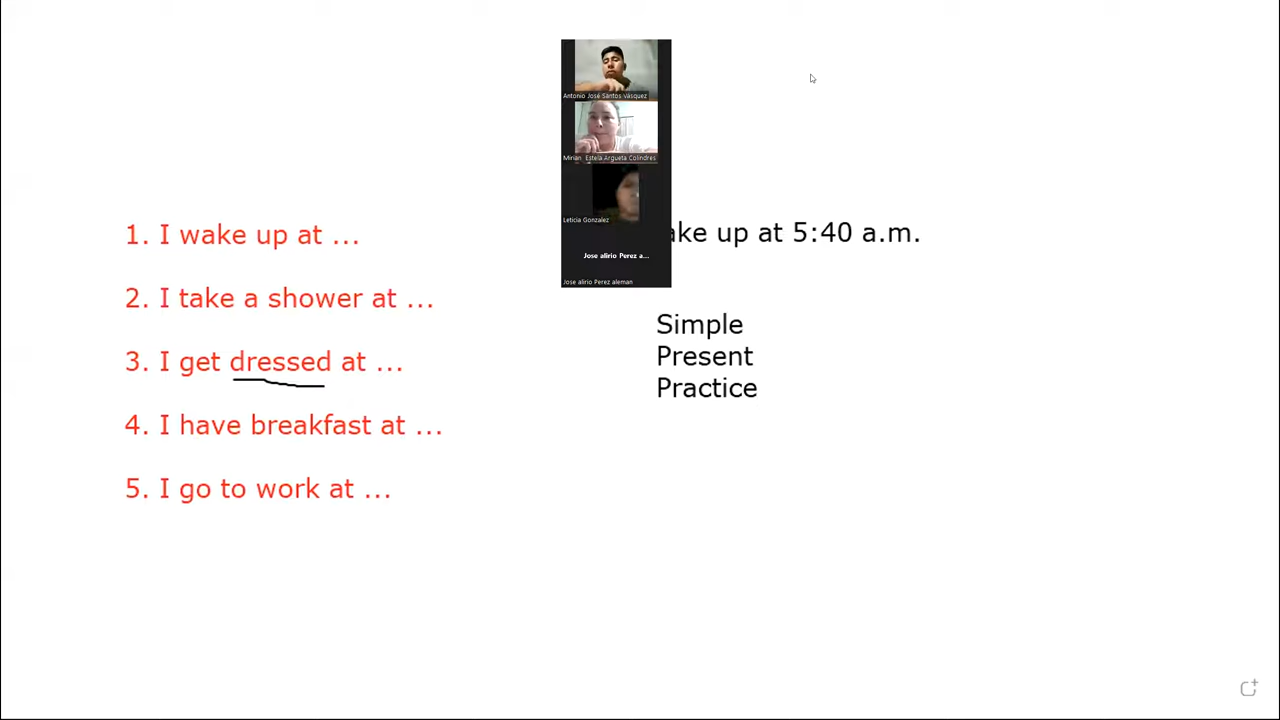 Antonio José Santos Vásquez
Mirian Estela Argueta Colindres
Leticia Gonzalez
Jose alirio Perez a...
Jose alirio Perez aleman
1. I wake up at ...
ake up at 5:40 a.m.
2. I take a shower at ...
Simple
Present
Practice
3. I get dressed at ...
4. I have breakfast at ...
5. I go to work at ...